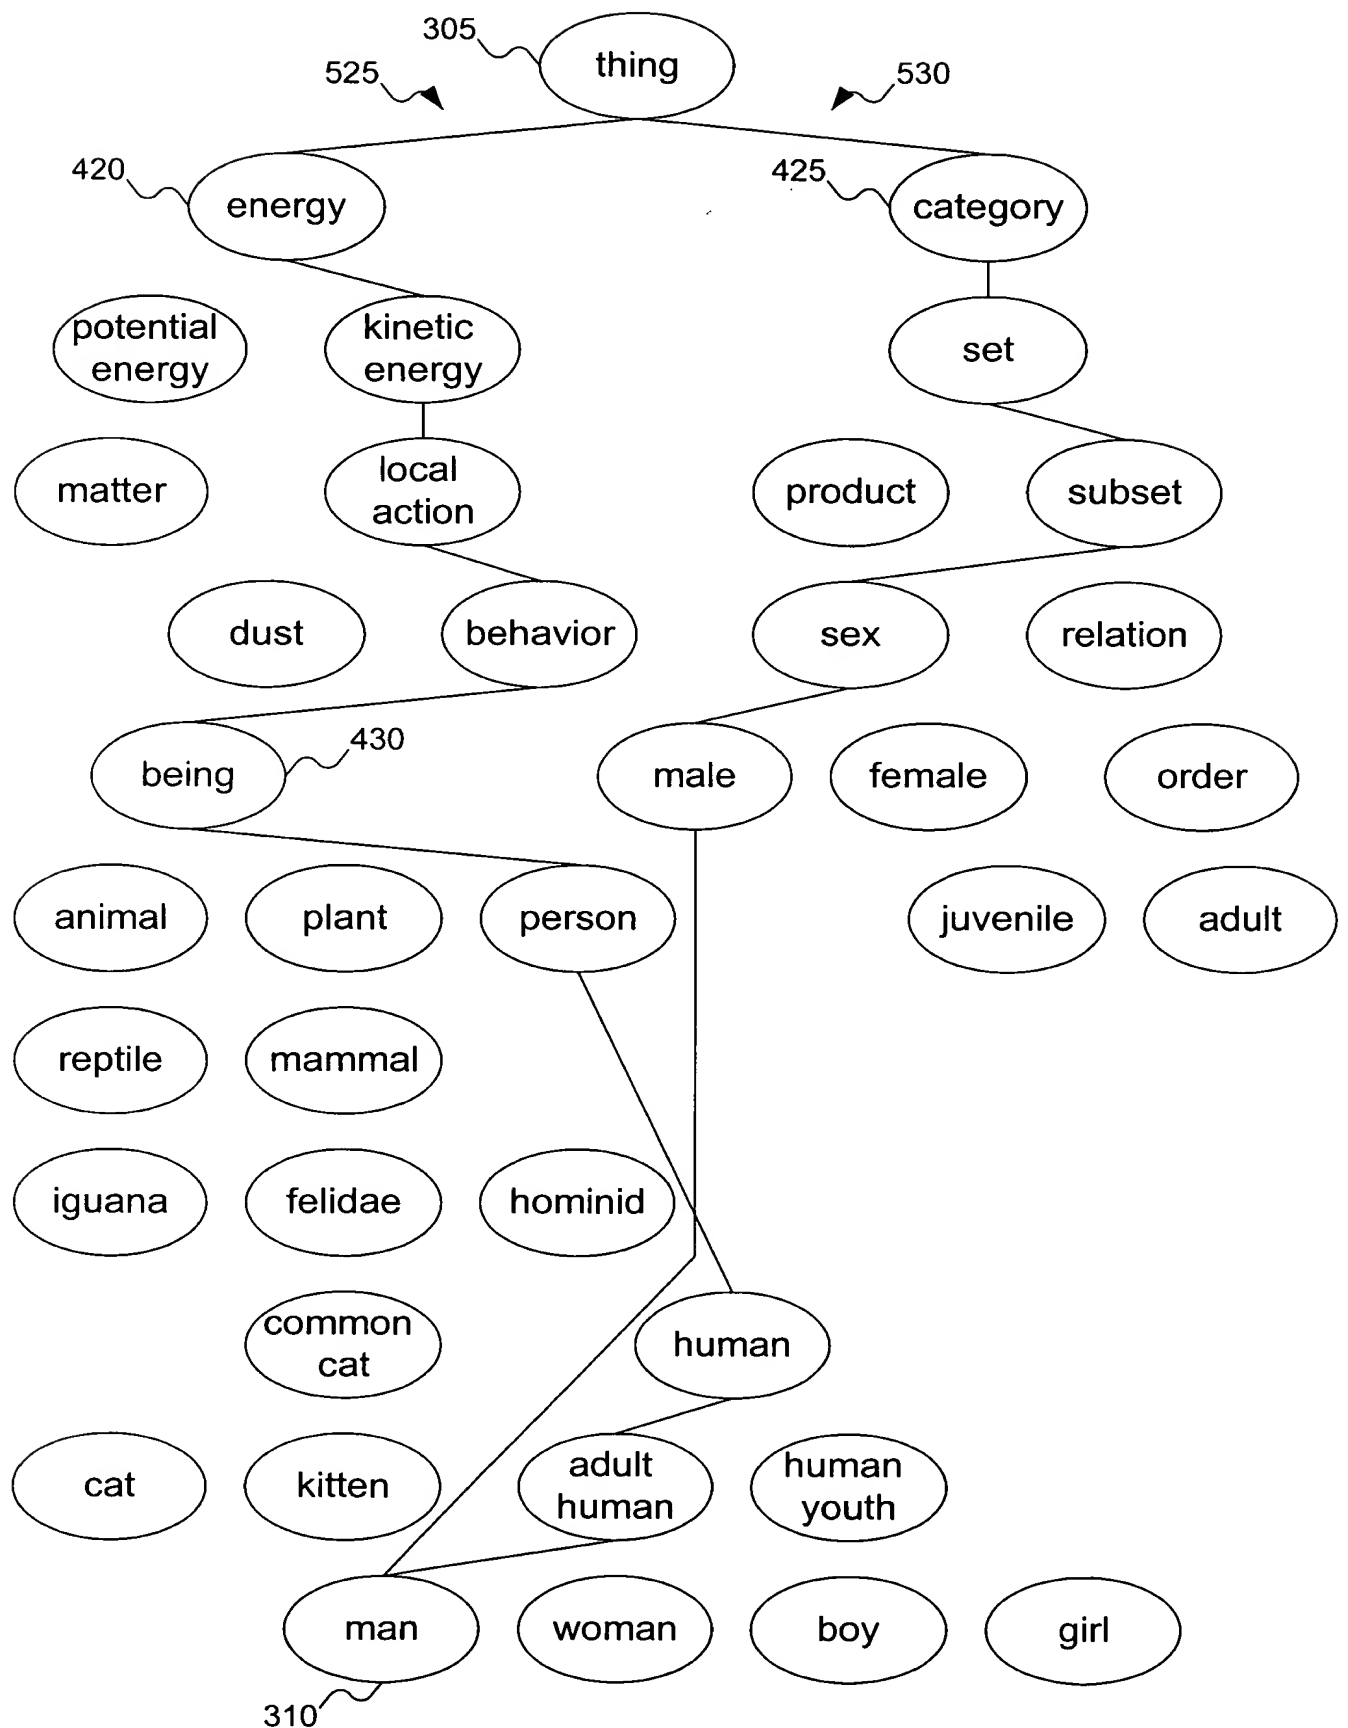 305
thing
525
530
420
energy
425
category
potential
energy
kinetic
energy
set
matter
local
action
product
subset
dust
behavior
sex
relation
being
430
male
female
order
animal
plant
person
juvenile
adult
reptile
mammal
iguana
felidae
hominid
common
cat
human
cat
kitten
adult
human
human
youth
man
woman
boy
girl
310